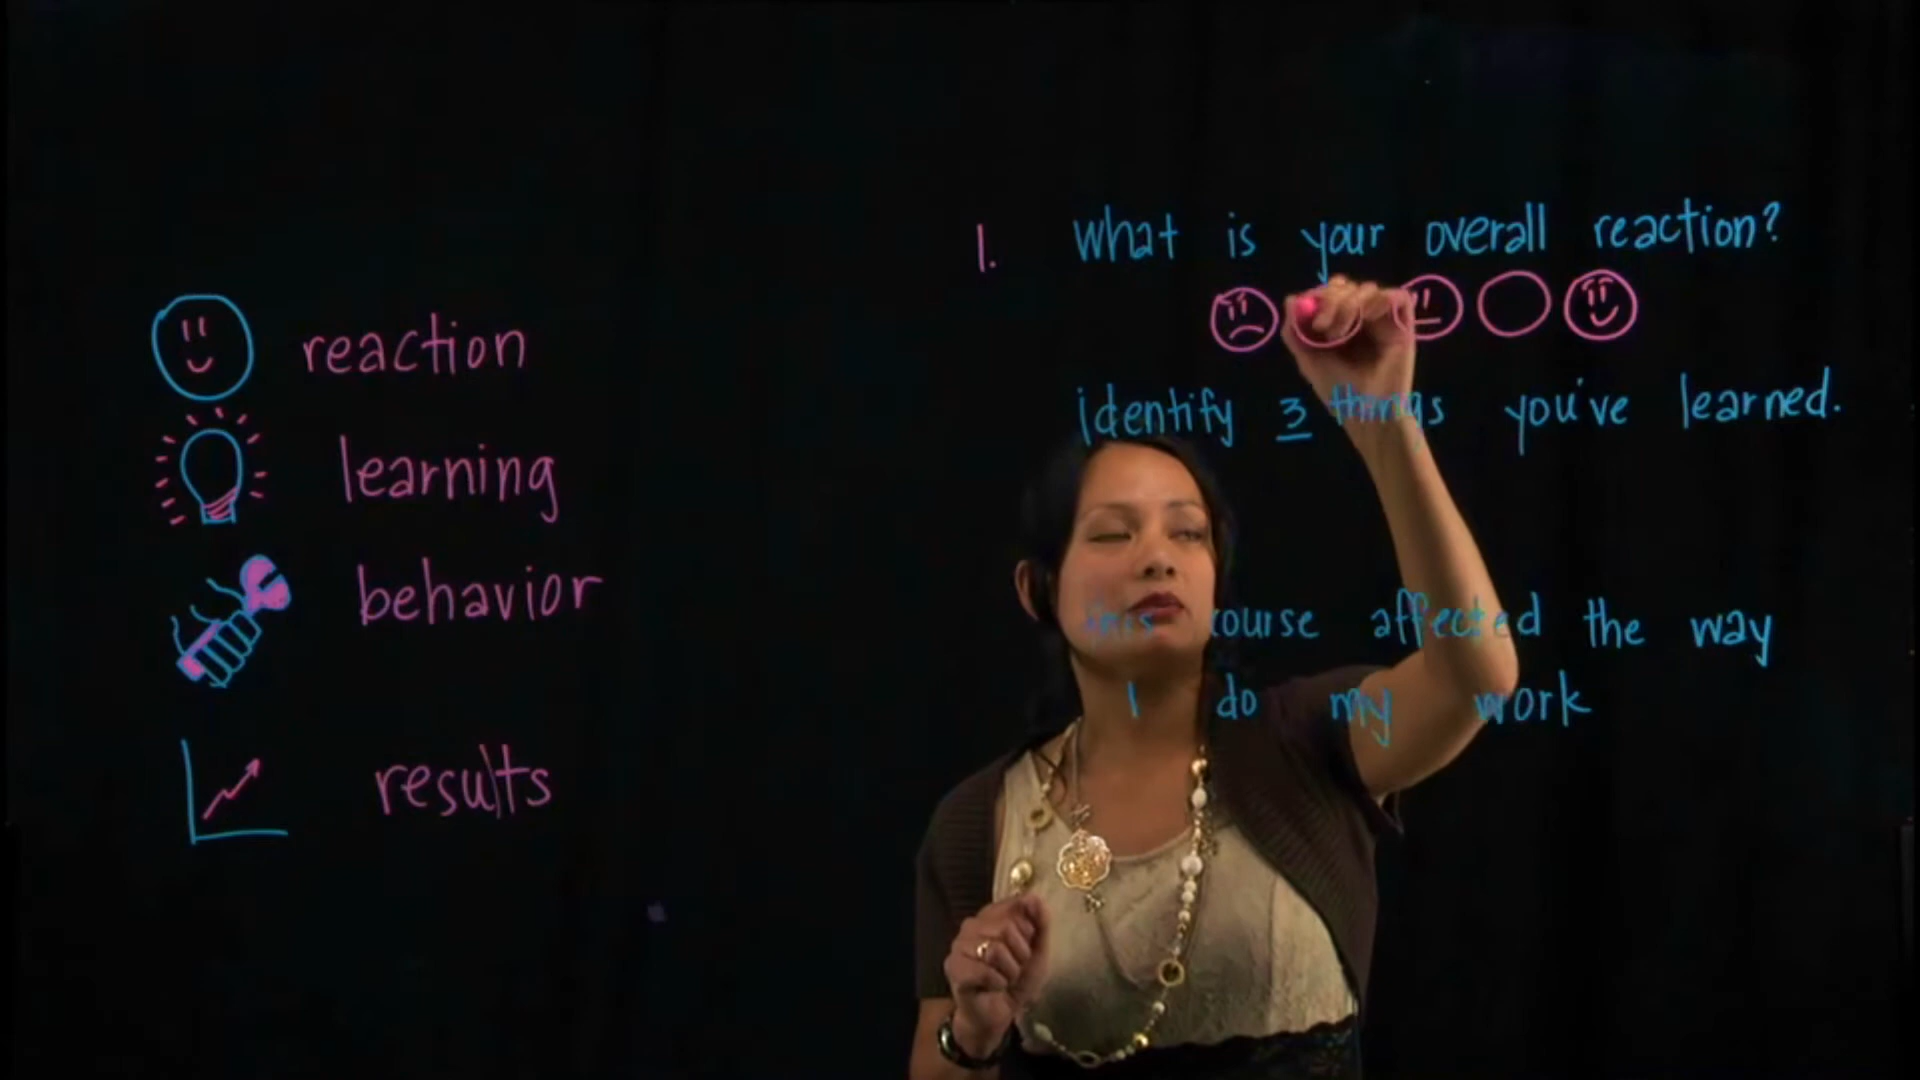 reaction
learning
behavior
results
1. What is your overall reaction?
identify 3 things you've learned.
this course affected the way
I do my work